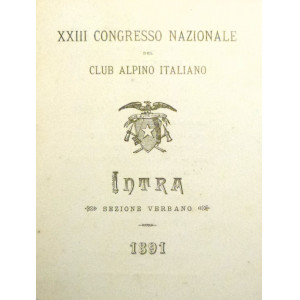 XXIII CONGRESSO NAZIONALE
DEL
CLUB ALPINO ITALIANO
INTRA
SEZIONE VERBANO
1891